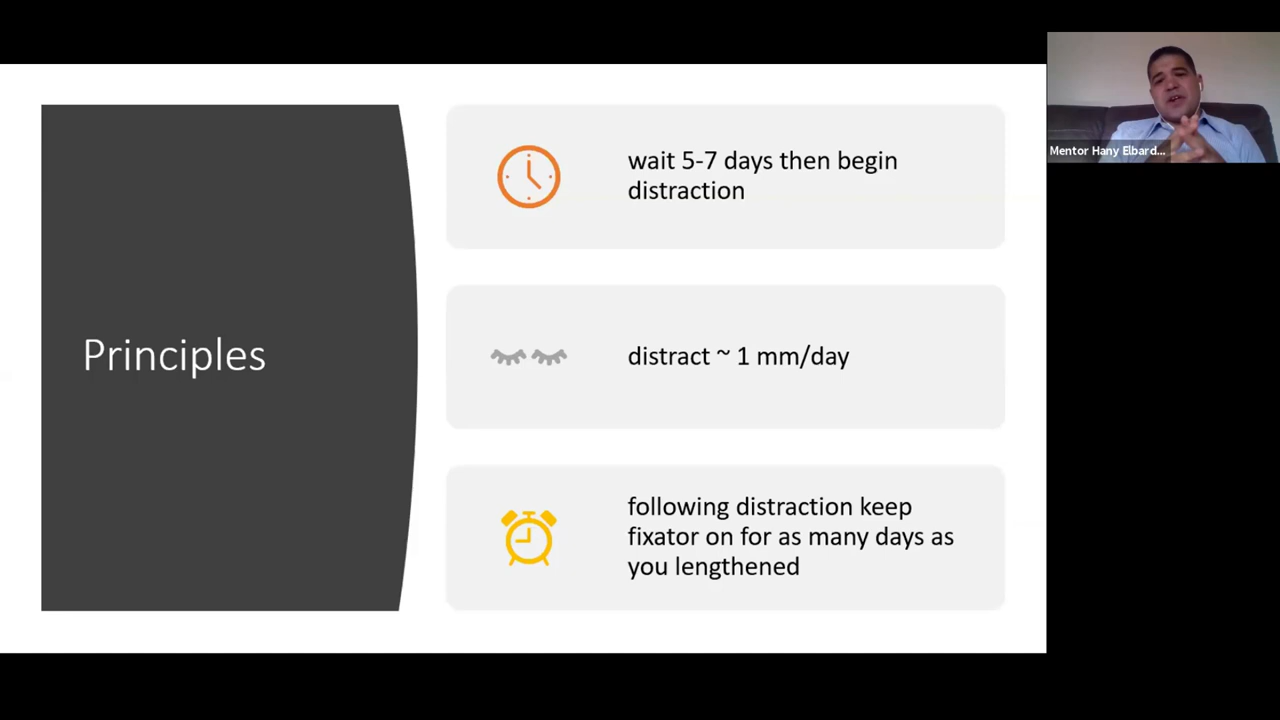 Principles
wait 5-7 days then begin
distraction
distract ~ 1 mm/day
following distraction keep
fixator on for as many days as
you lengthened
Mentor Hany Elbard...